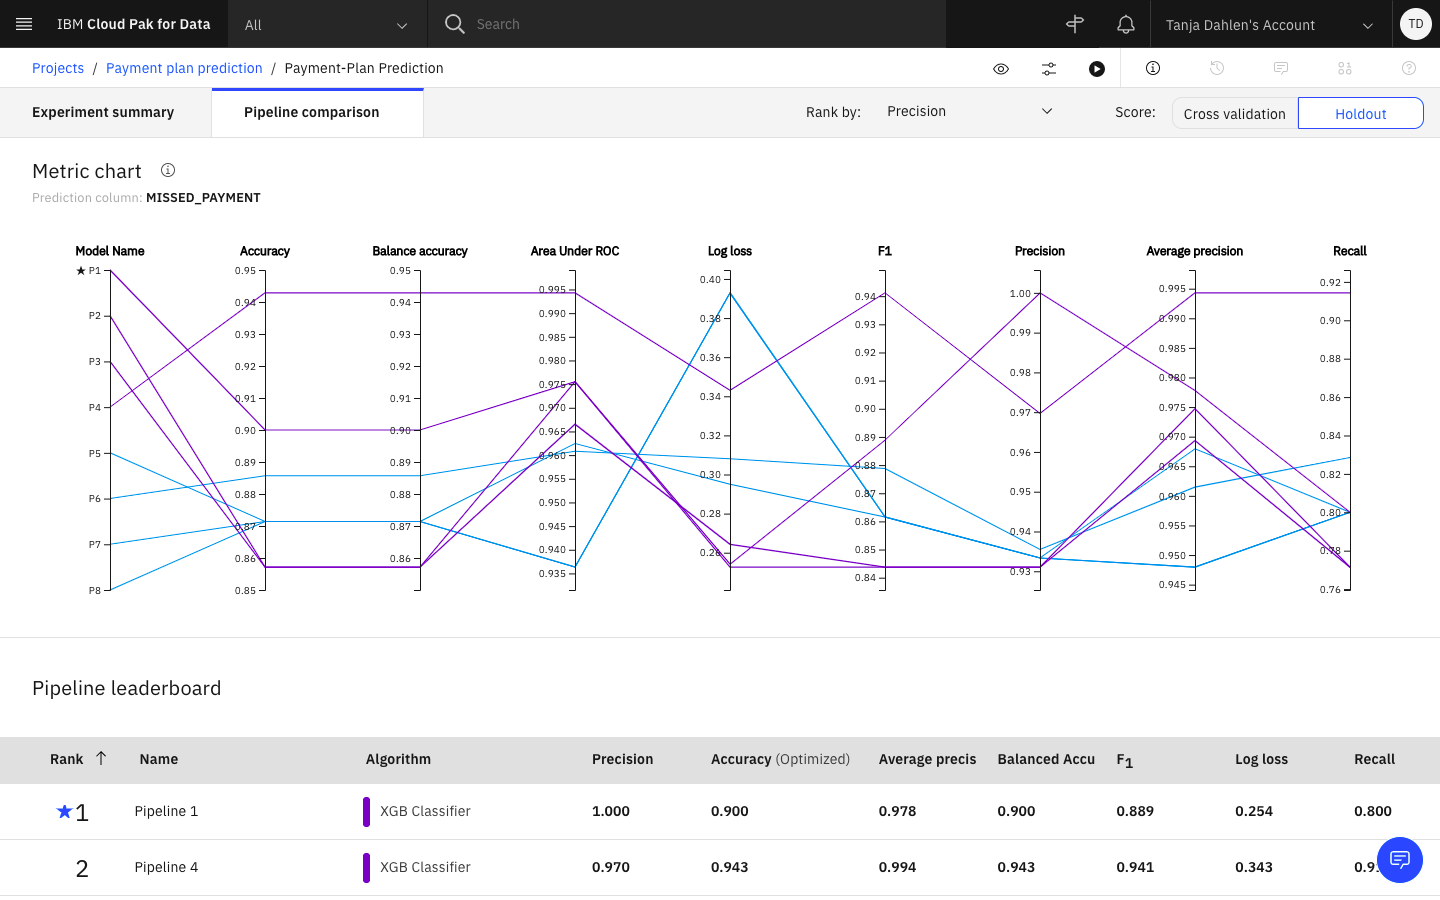 IBM Cloud Pak for Data
All
Search
Tanja Dahlen's Account
TD
Projects / Payment plan prediction / Payment-Plan Prediction
Experiment summary
Pipeline comparison
Rank by:
Precision
Score:
Cross validation
Holdout
Metric chart
Prediction column: MISSED_PAYMENT
Model Name
★ P1
P2
P3
P4
P5
P6
P7
P8
Accuracy
0.95
0.94
0.93
0.92
0.91
0.90
0.89
0.88
0.87
0.86
0.85
Balance accuracy
0.95
0.94
0.93
0.92
0.91
0.90
0.89
0.88
0.87
0.86
Area Under ROC
0.995
0.990
0.985
0.980
0.975
0.970
0.965
0.960
0.955
0.950
0.945
0.940
0.935
Log loss
0.40
0.38
0.36
0.34
0.32
0.30
0.28
0.26
F1
0.94
0.93
0.92
0.91
0.90
0.89
0.88
0.87
0.86
0.85
0.84
Precision
1.00
0.99
0.98
0.97
0.96
0.95
0.94
0.93
Average precision
0.995
0.990
0.985
0.980
0.975
0.970
0.965
0.960
0.955
0.950
0.945
Recall
0.92
0.90
0.88
0.86
0.84
0.82
0.80
0.78
0.76
Pipeline leaderboard
Rank ↑ Name Algorithm Precision Accuracy (Optimized) Average precis Balanced Accu F1 Log loss Recall
★1 Pipeline 1 XGB Classifier 1.000 0.900 0.978 0.900 0.889 0.254 0.800
2 Pipeline 4 XGB Classifier 0.970 0.943 0.994 0.943 0.941 0.343